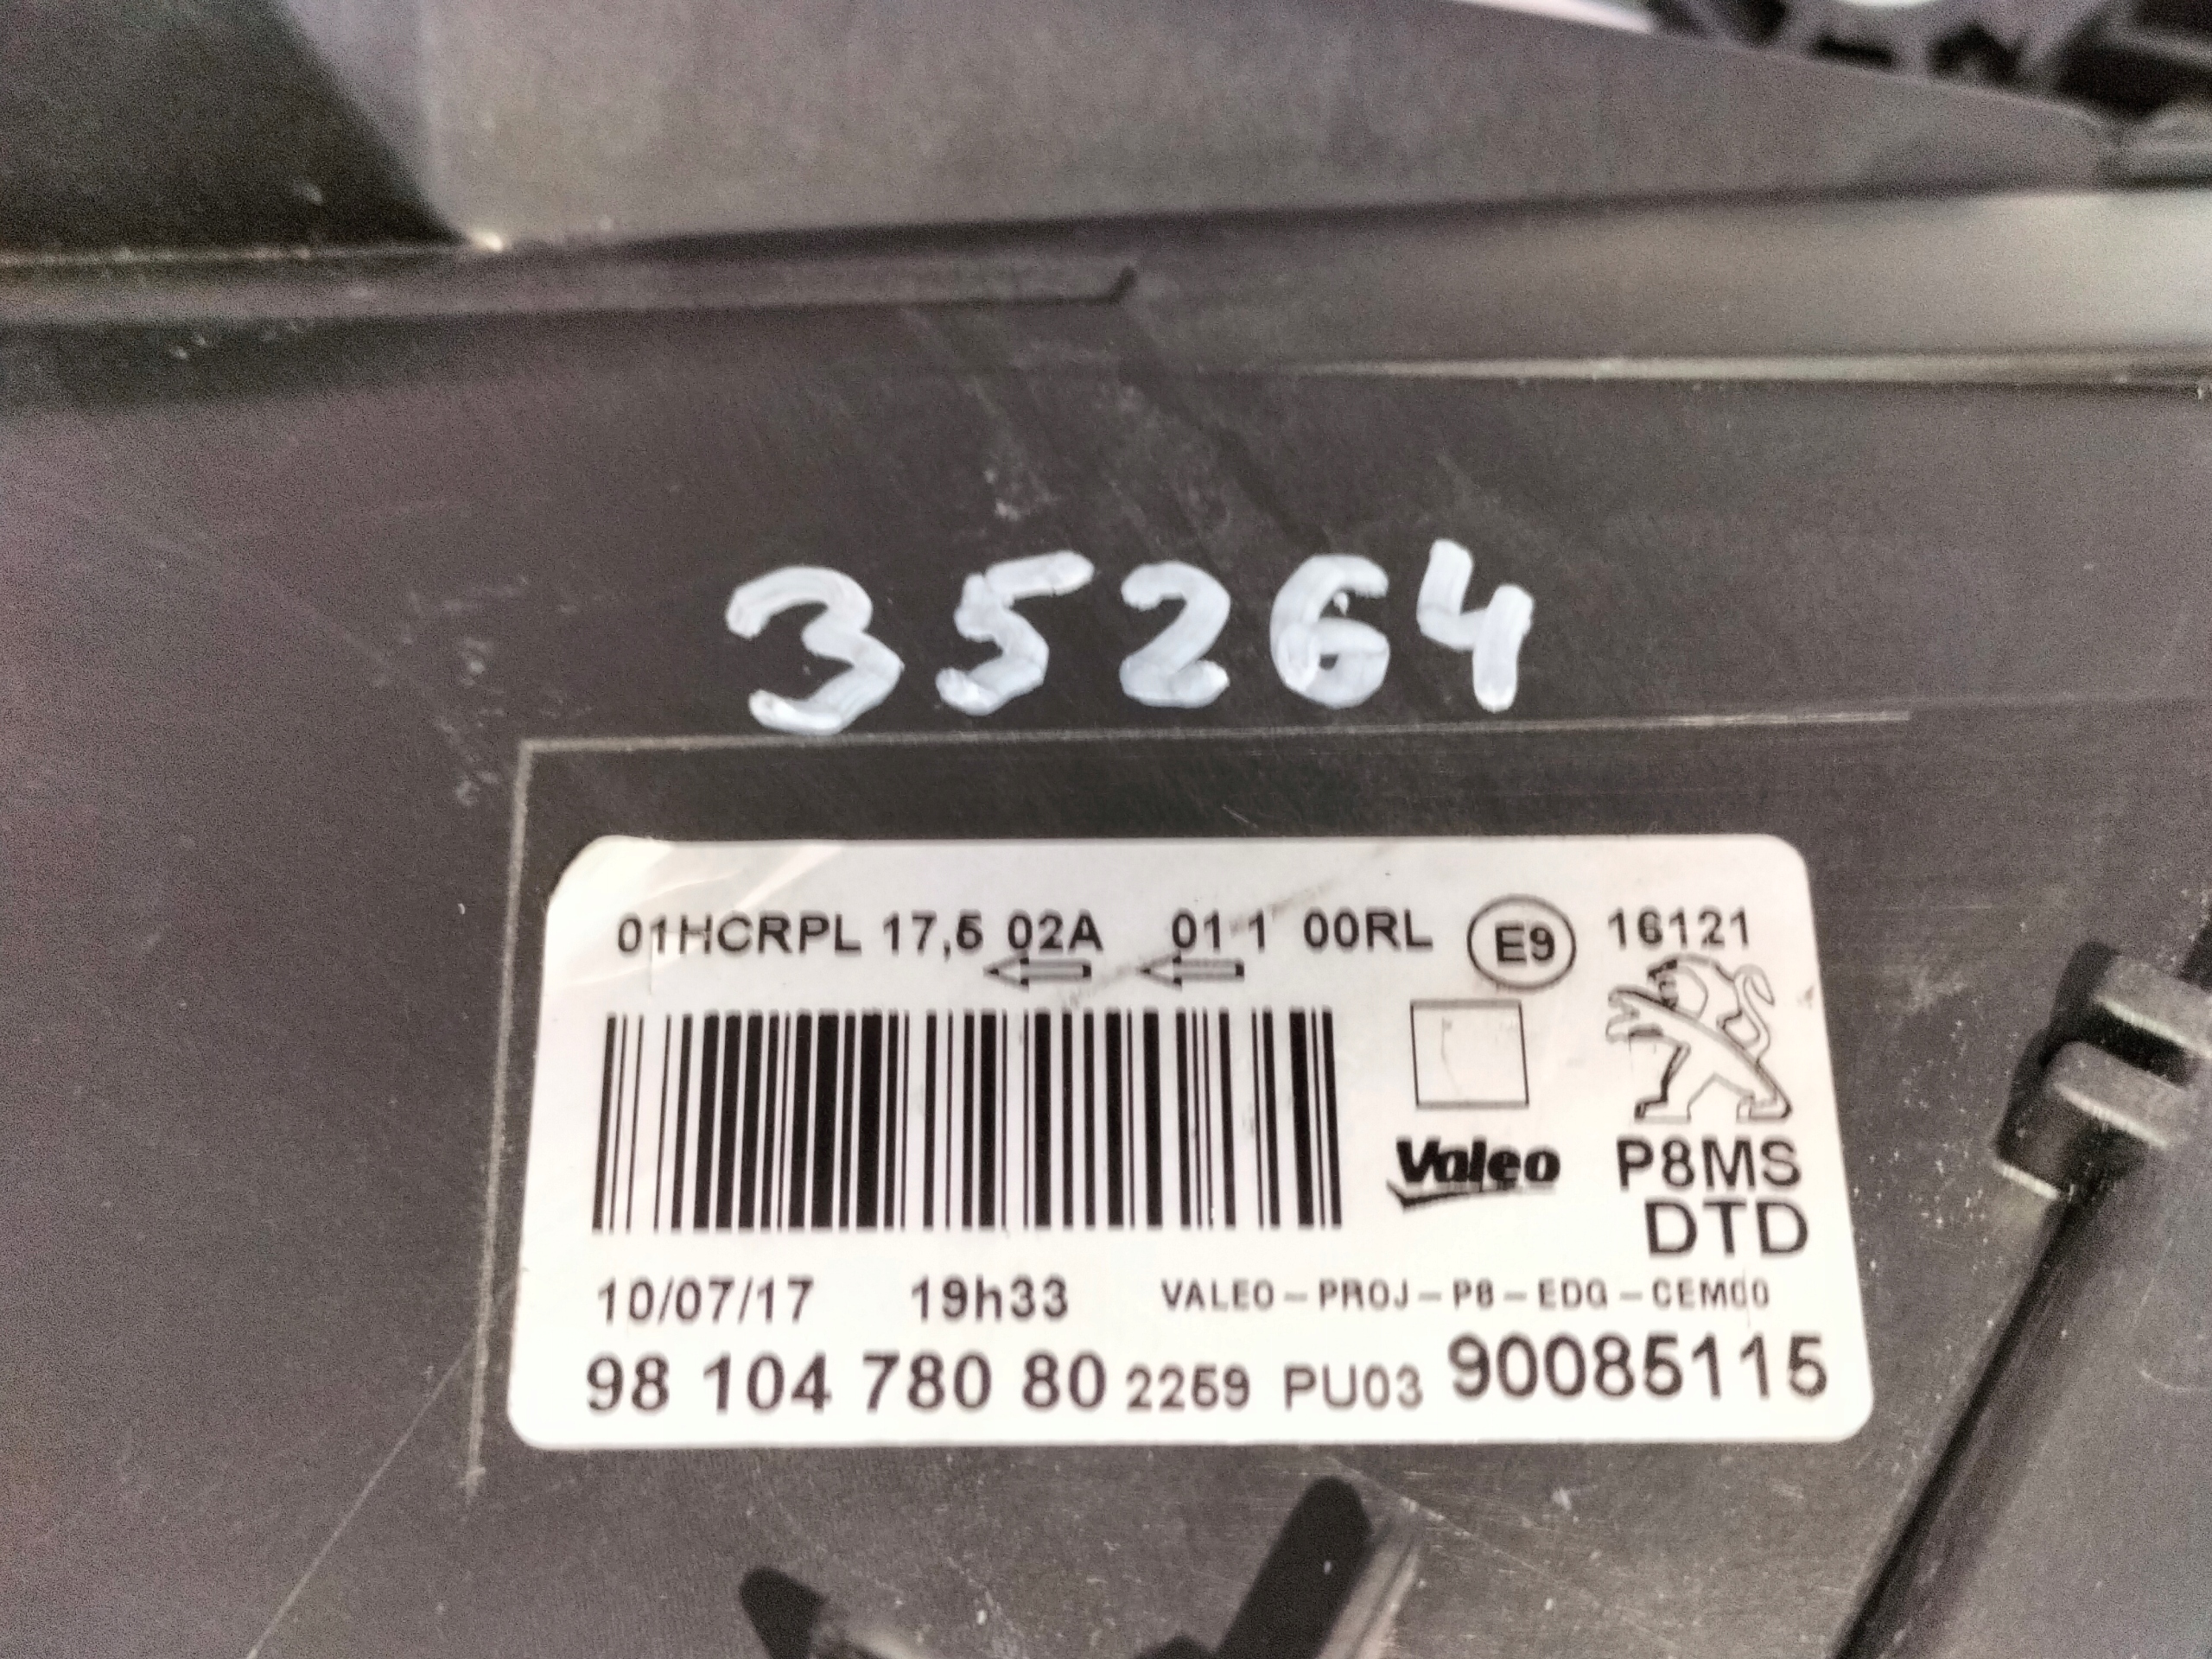 35264
01HCRPL 17,5 02A 01 1 00RL E9 16121
Valeo
P8MS
DTD
10/07/17 19h33 VALEO-PROJ-P8-EDG-CEM00
98 104 780 80 2259 PU03 90085115